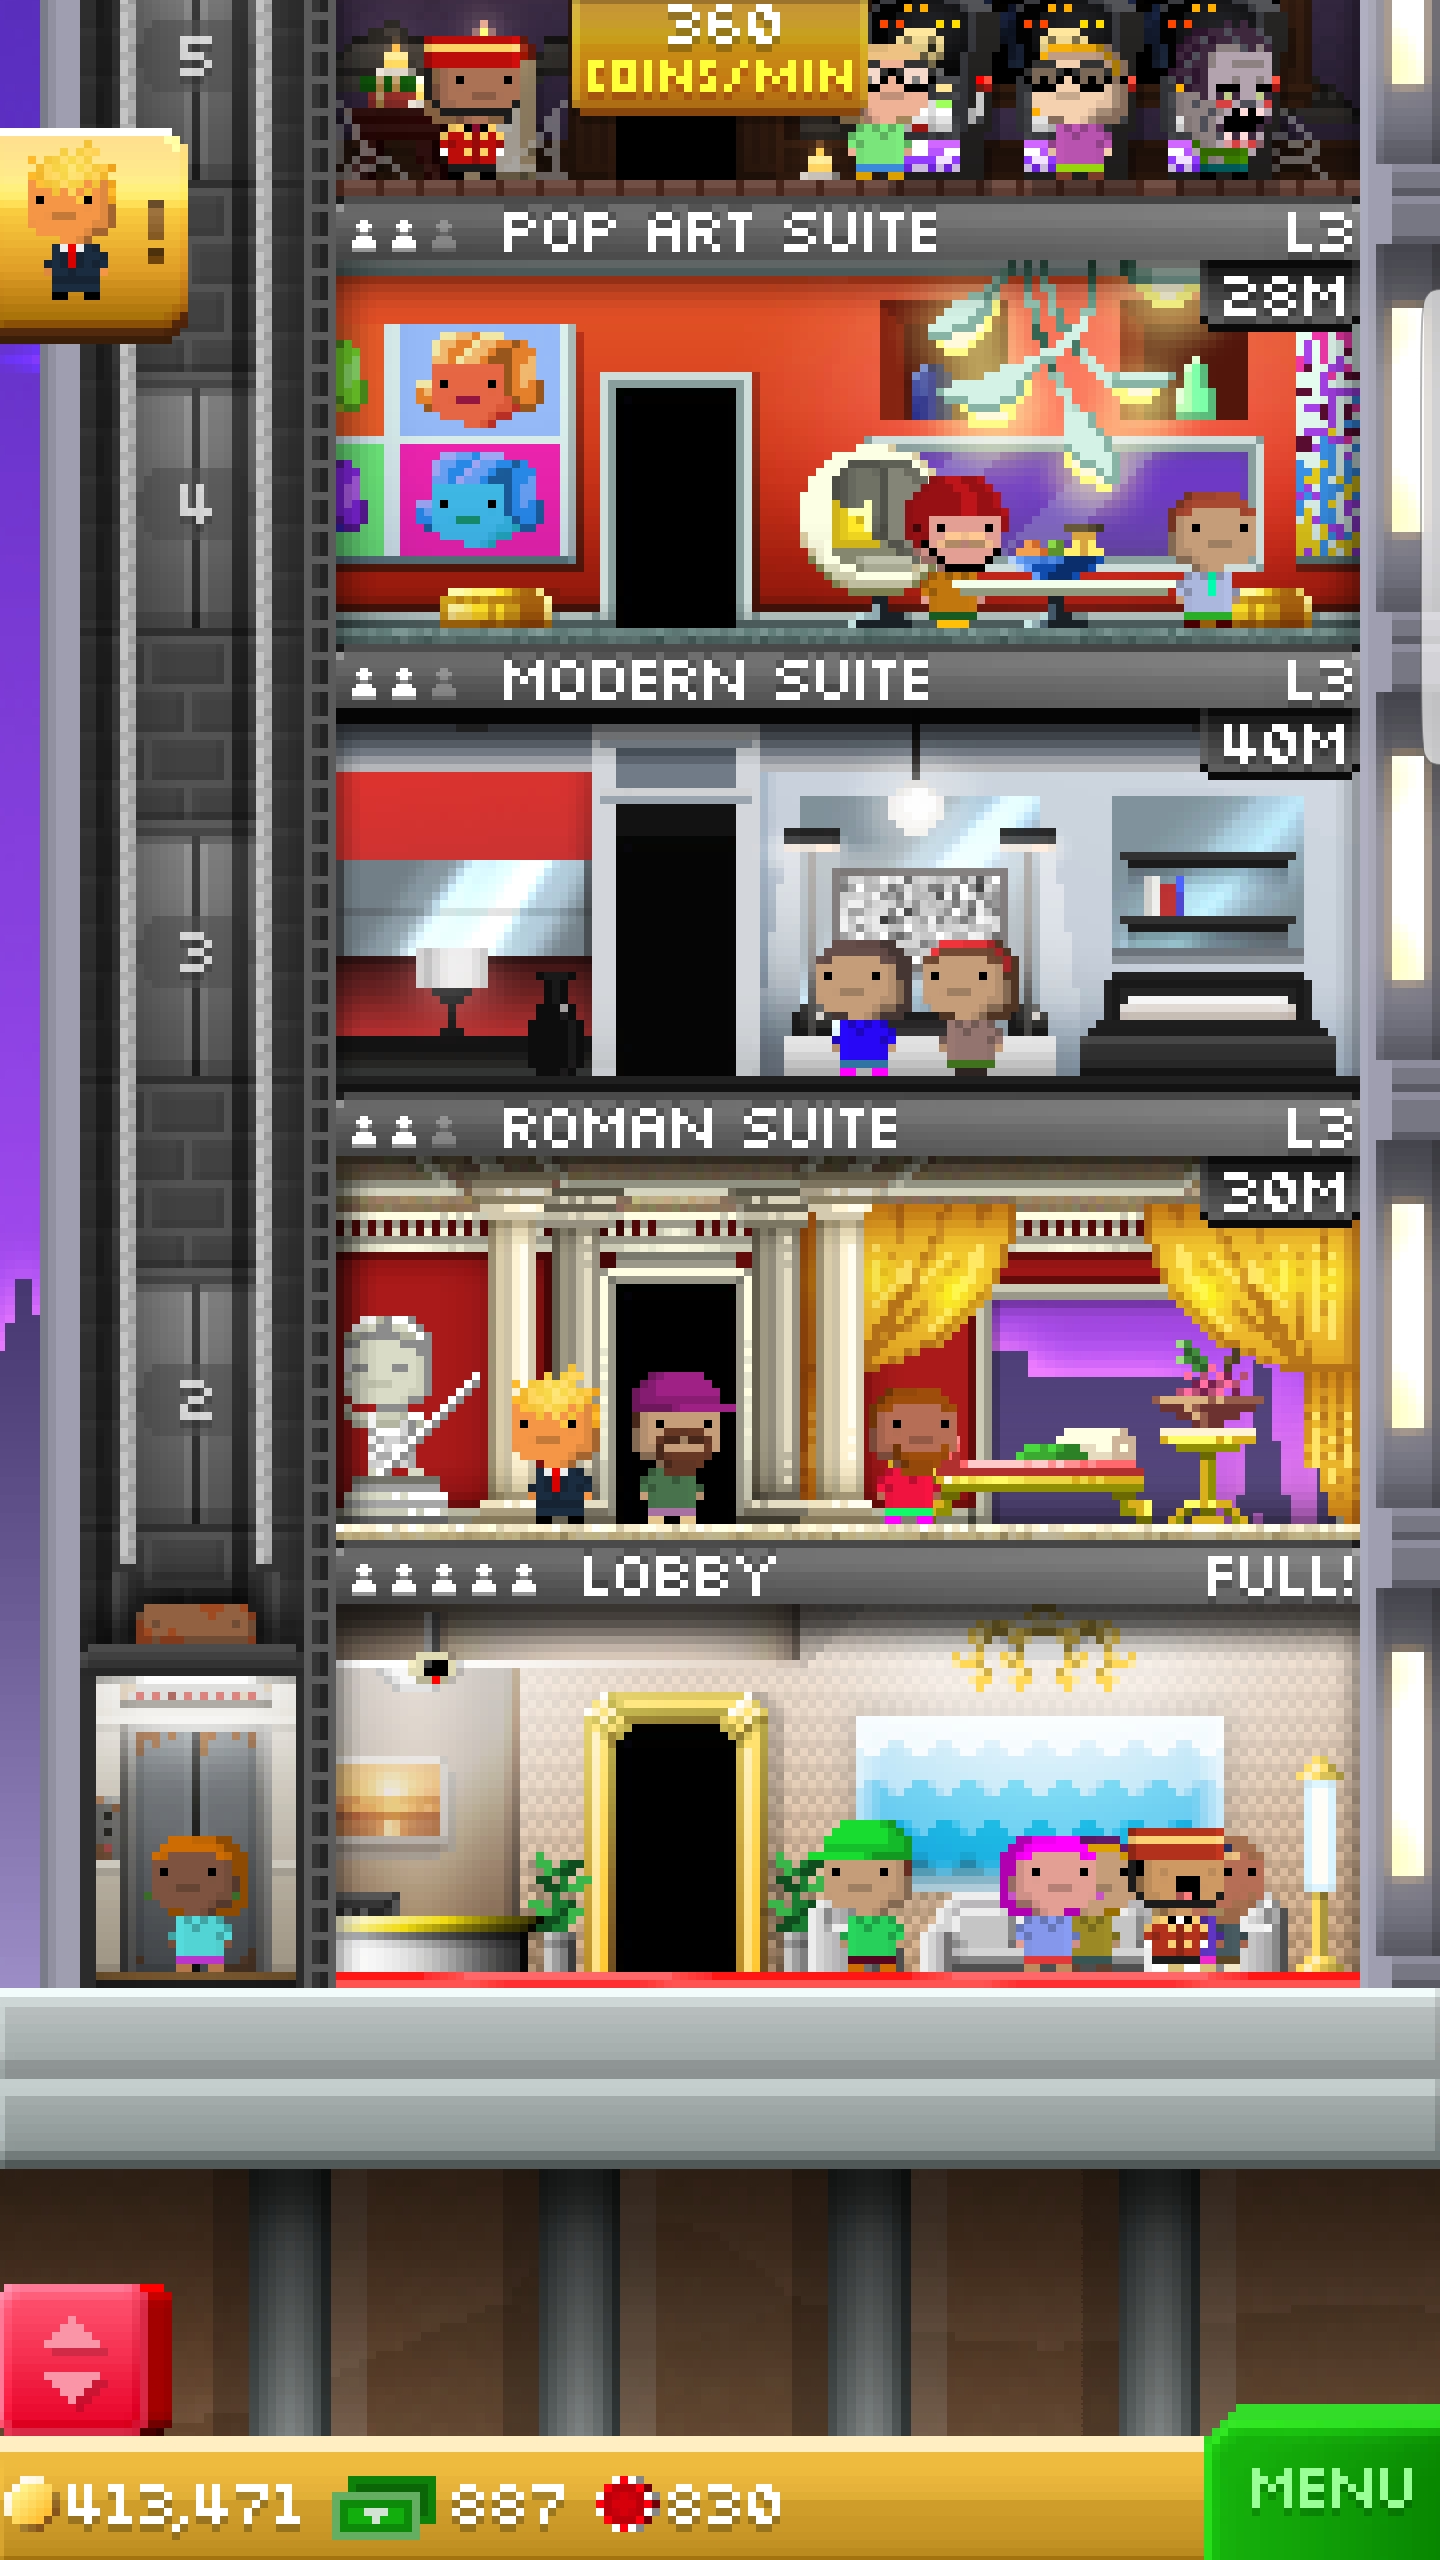 5
360
COINS/MIN
!
POP ART SUITE L3
28M
4
MODERN SUITE L3
40M
3
ROMAN SUITE L3
30M
2
LOBBY FULL!
413,471 887 830
MENU